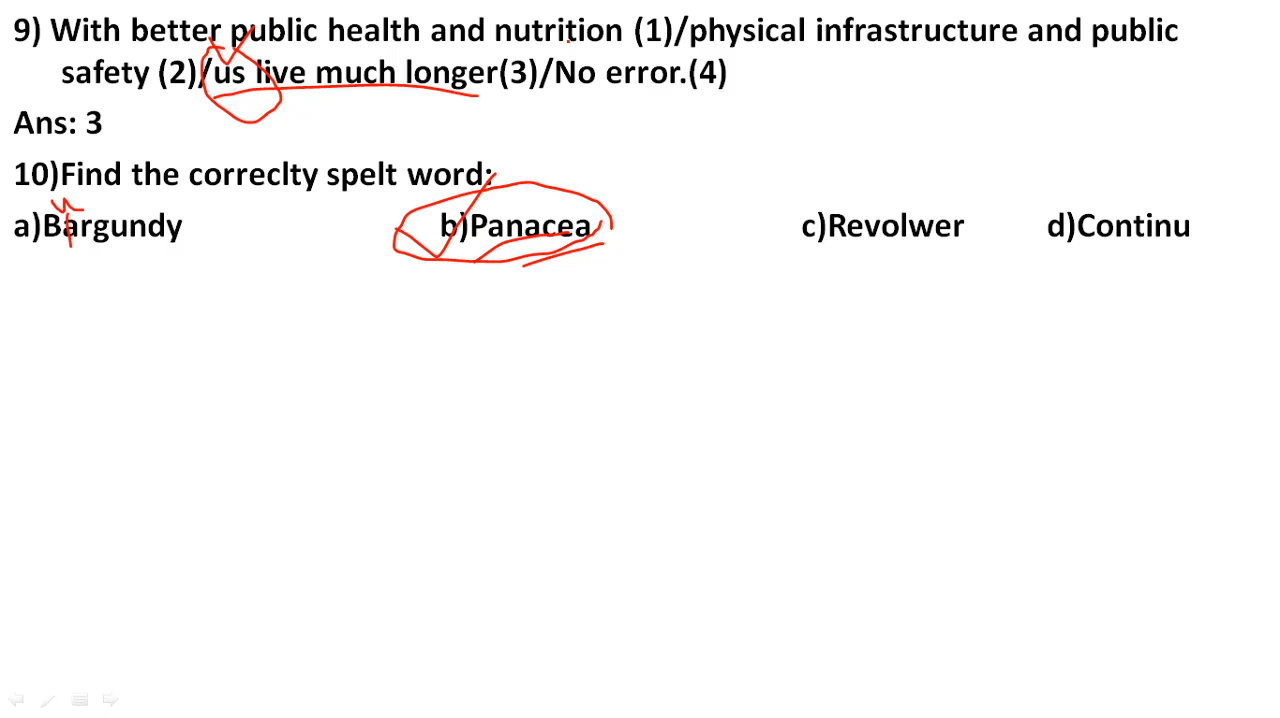 9) With better public health and nutrition (1)/physical infrastructure and public
safety (2)/us live much longer(3)/No error.(4)
Ans: 3
10)Find the correclty spelt word:
a)Bargundy b)Panacea c)Revolwer d)Continu